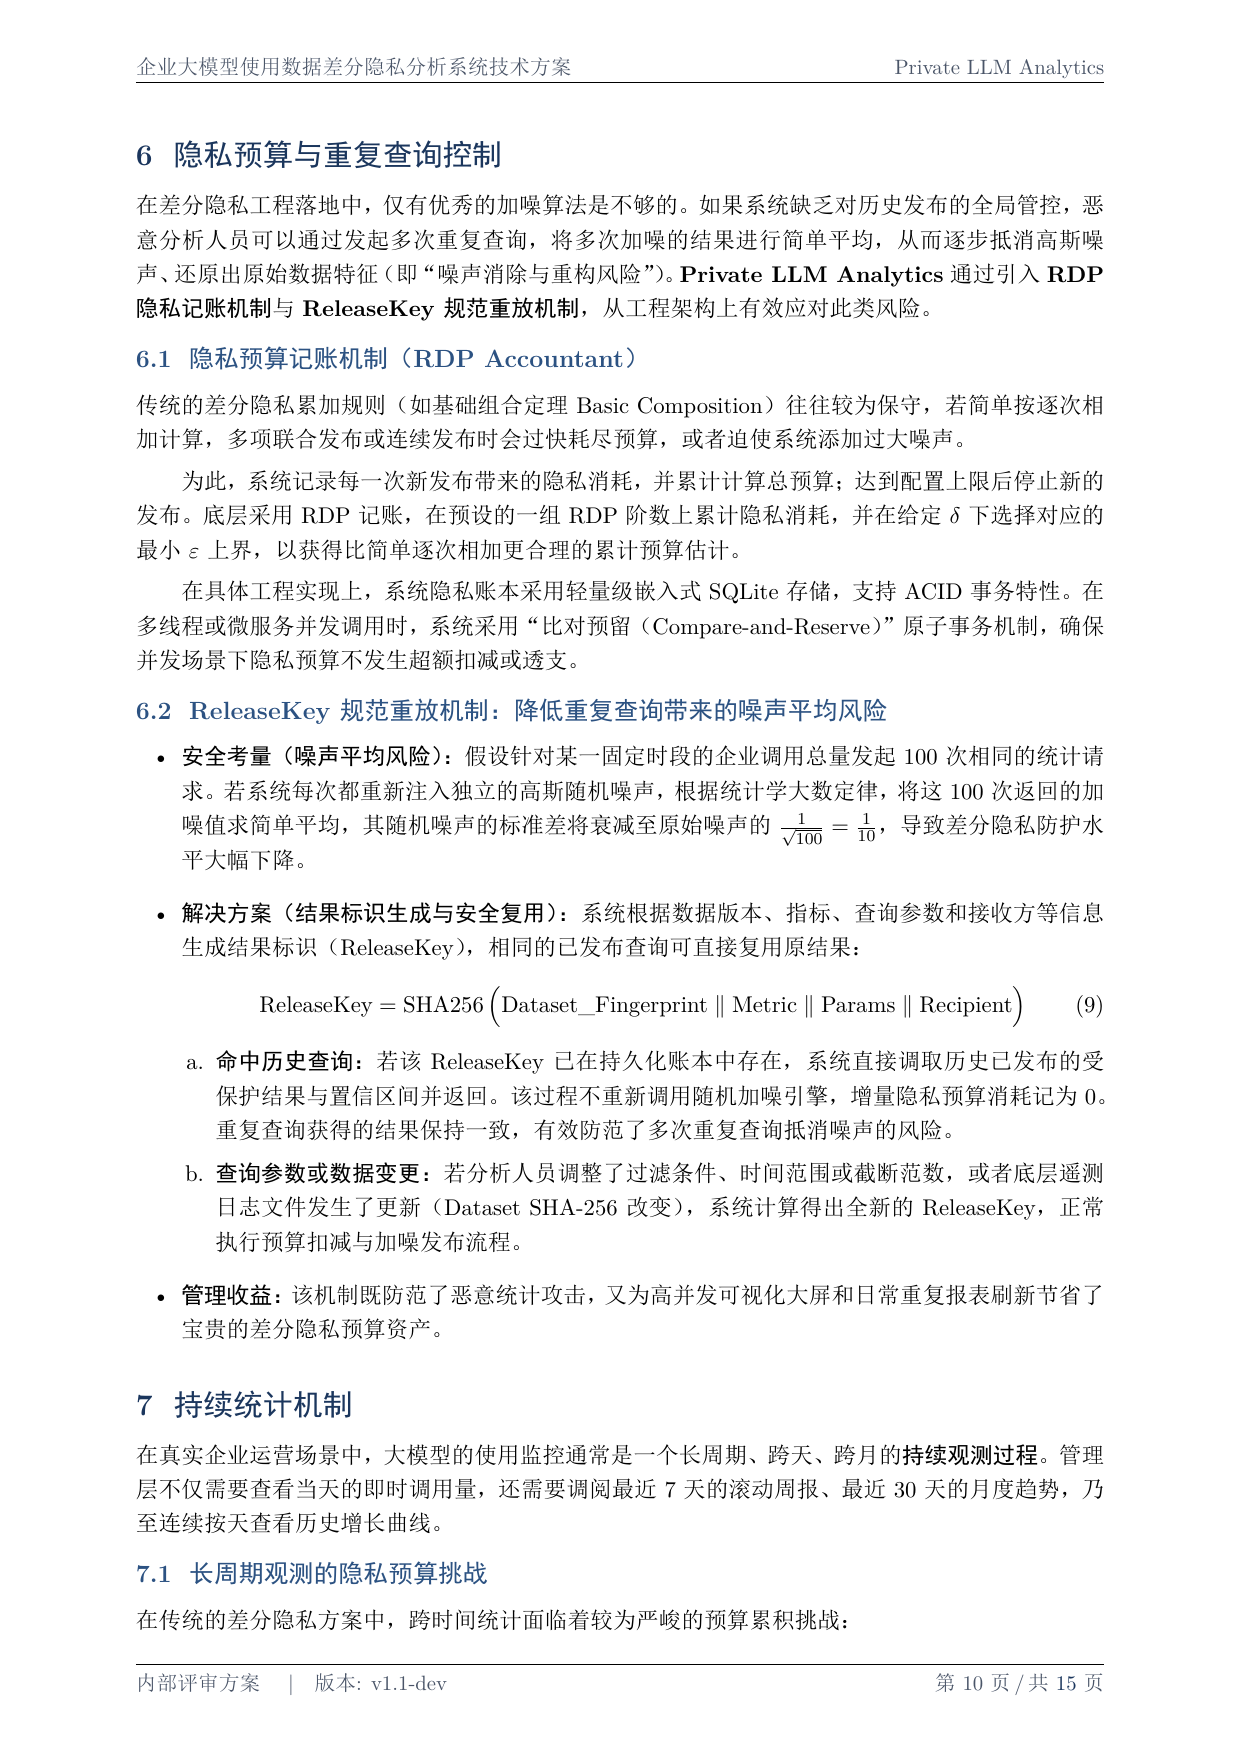 企业大模型使用数据差分隐私分析系统技术方案 Private LLM Analytics
6 隐私预算与重复查询控制
在差分隐私工程落地中，仅有优秀的加噪算法是不够的。如果系统缺乏对历史发布的全局管控，恶
意分析人员可以通过发起多次重复查询，将多次加噪的结果进行简单平均，从而逐步抵消高斯噪
声、还原出原始数据特征（即“噪声消除与重构风险”）。Private LLM Analytics 通过引入 RDP
隐私记账机制与 ReleaseKey 规范重放机制，从工程架构上有效应对此类风险。
6.1 隐私预算记账机制（RDP Accountant）
传统的差分隐私累加规则（如基础组合定理 Basic Composition）往往较为保守，若简单按逐次相
加计算，多项联合发布或连续发布时会过快耗尽预算，或者迫使系统添加过大噪声。
为此，系统记录每一次新发布带来的隐私消耗，并累计计算总预算；达到配置上限后停止新的
发布。底层采用 RDP 记账，在预设的一组 RDP 阶数上累计隐私消耗，并在给定 δ 下选择对应的
最小 ε 上界，以获得比简单逐次相加更合理的累计预算估计。
在具体工程实现上，系统隐私账本采用轻量级嵌入式 SQLite 存储，支持 ACID 事务特性。在
多线程或微服务并发调用时，系统采用“比对预留（Compare-and-Reserve）”原子事务机制，确保
并发场景下隐私预算不发生超额扣减或透支。
6.2 ReleaseKey 规范重放机制：降低重复查询带来的噪声平均风险
• 安全考量（噪声平均风险）：假设针对某一固定时段的企业调用总量发起 100 次相同的统计请
求。若系统每次都重新注入独立的高斯随机噪声，根据统计学大数定律，将这 100 次返回的加
噪值求简单平均，其随机噪声的标准差将衰减至原始噪声的 1/√100 = 1/10，导致差分隐私防护水
平大幅下降。
• 解决方案（结果标识生成与安全复用）：系统根据数据版本、指标、查询参数和接收方等信息
生成结果标识（ReleaseKey），相同的已发布查询可直接复用原结果：
ReleaseKey = SHA256(Dataset_Fingerprint ∥ Metric ∥ Params ∥ Recipient) (9)
a. 命中历史查询：若该 ReleaseKey 已在持久化账本中存在，系统直接调取历史已发布的受
保护结果与置信区间并返回。该过程不重新调用随机加噪引擎，增量隐私预算消耗记为 0。
重复查询获得的结果保持一致，有效防范了多次重复查询抵消噪声的风险。
b. 查询参数或数据变更：若分析人员调整了过滤条件、时间范围或截断范数，或者底层遥测
日志文件发生了更新（Dataset SHA-256 改变），系统计算得出全新的 ReleaseKey，正常
执行预算扣减与加噪发布流程。
• 管理收益：该机制既防范了恶意统计攻击，又为高并发可视化大屏和日常重复报表刷新节省了
宝贵的差分隐私预算资产。
7 持续统计机制
在真实企业运营场景中，大模型的使用监控通常是一个长周期、跨天、跨月的持续观测过程。管理
层不仅需要查看当天的即时调用量，还需要调阅最近 7 天的滚动周报、最近 30 天的月度趋势，乃
至连续按天查看历史增长曲线。
7.1 长周期观测的隐私预算挑战
在传统的差分隐私方案中，跨时间统计面临着较为严峻的预算累积挑战：
内部评审方案 | 版本: v1.1-dev 第 10 页 / 共 15 页